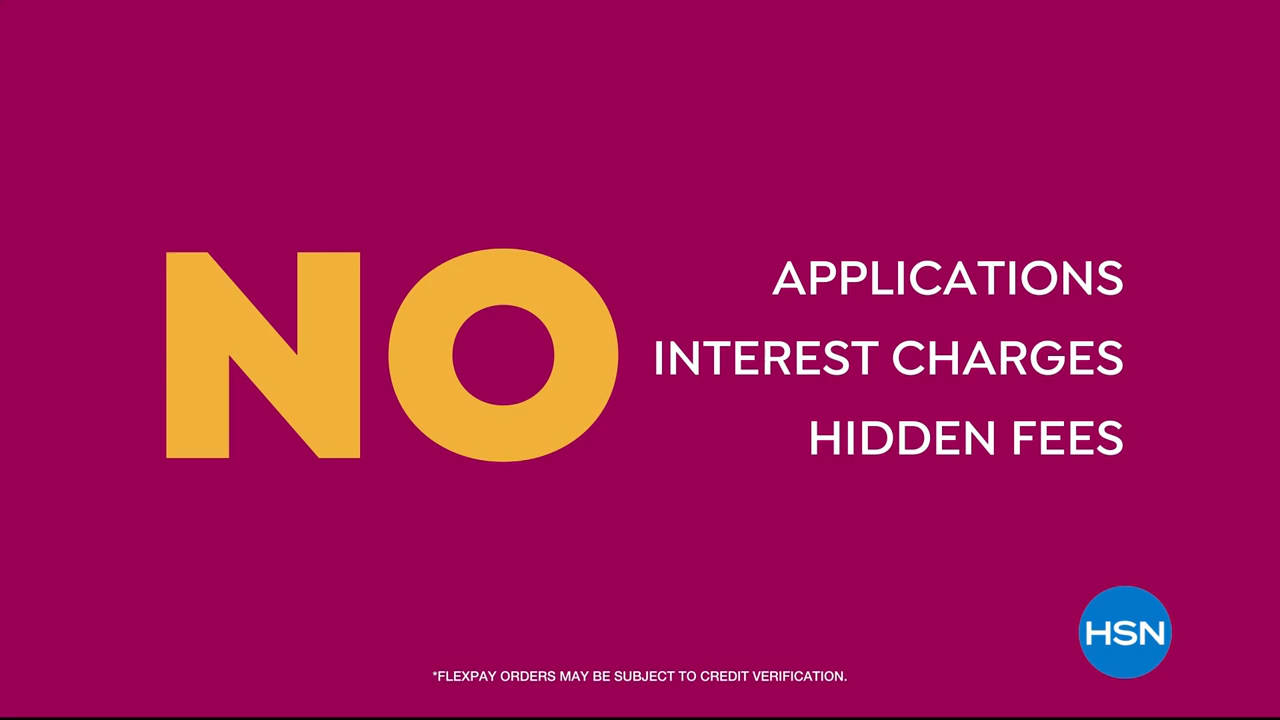 NO
APPLICATIONS
INTEREST CHARGES
HIDDEN FEES
HSN
*FLEXPAY ORDERS MAY BE SUBJECT TO CREDIT VERIFICATION.